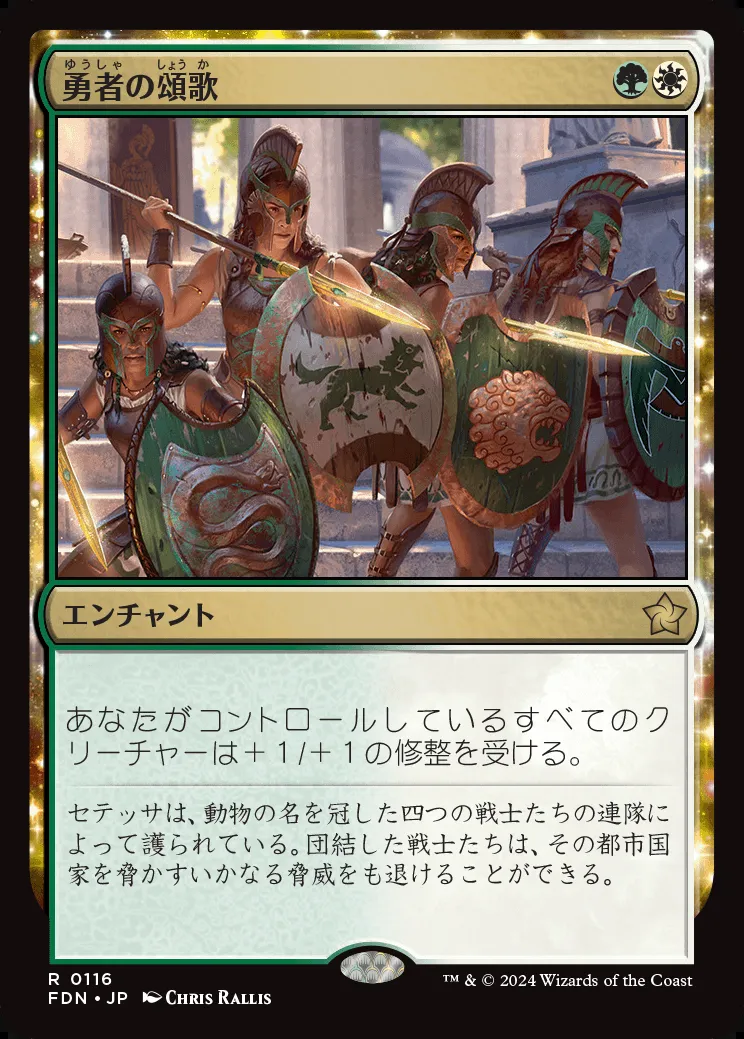 ゆうしゃ しょうか
勇者の頌歌
エンチャント
あなたがコントロールしているすべてのク
リーチャーは＋１/＋１の修整を受ける。
セテッサは、動物の名を冠した四つの戦士たちの連隊に
よって護られている。団結した戦士たちは、その都市国
家を脅かすいかなる脅威をも退けることができる。
R 0116
FDN • JP Chris Rallis
™ & © 2024 Wizards of the Coast